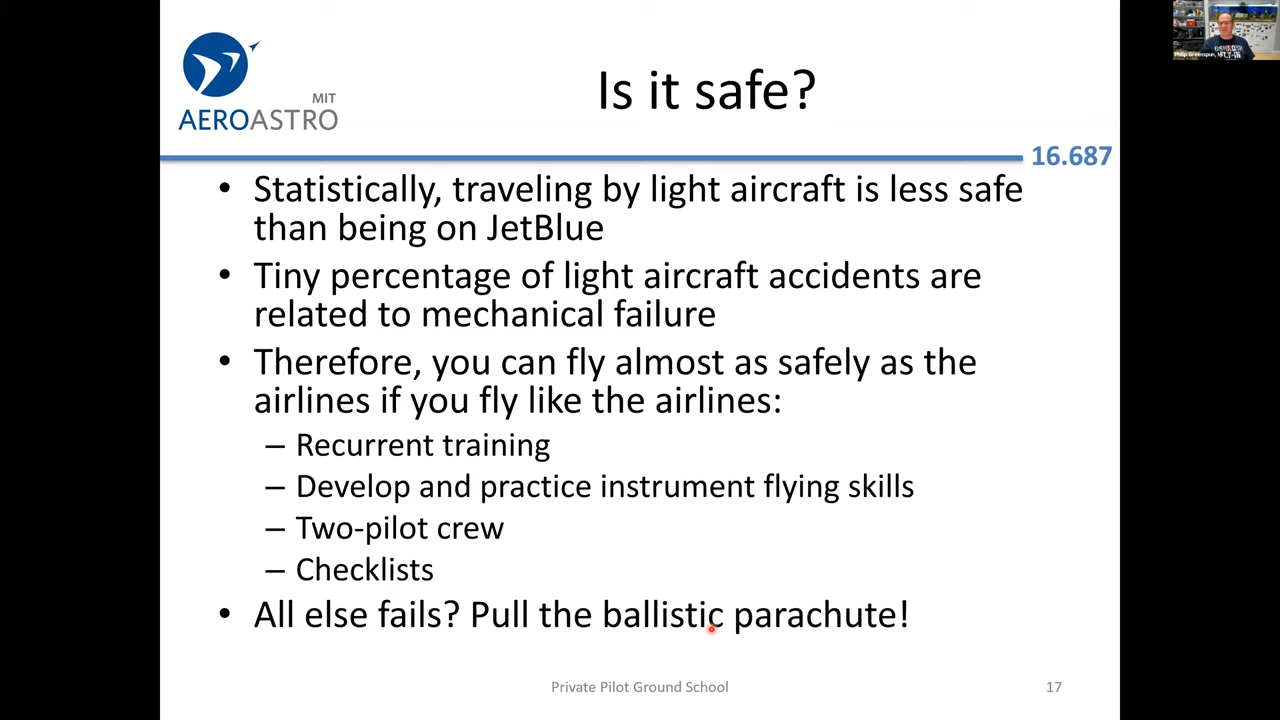 MIT
AEROASTRO
Is it safe?
16.687
• Statistically, traveling by light aircraft is less safe
than being on JetBlue
• Tiny percentage of light aircraft accidents are
related to mechanical failure
• Therefore, you can fly almost as safely as the
airlines if you fly like the airlines:
– Recurrent training
– Develop and practice instrument flying skills
– Two-pilot crew
– Checklists
• All else fails? Pull the ballistic parachute!
Private Pilot Ground School
17
Philip Greenspun,